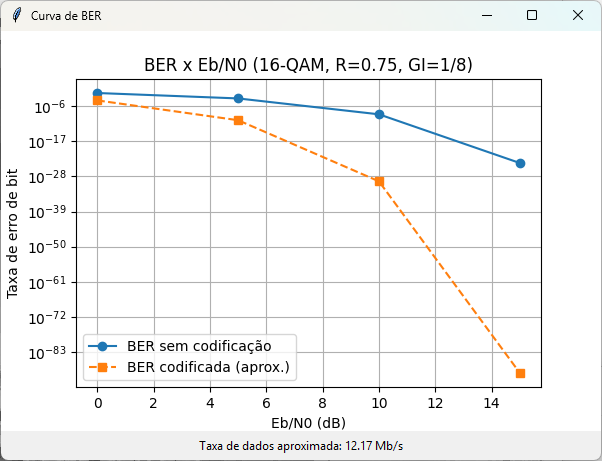 Curva de BER
BER x Eb/N0 (16-QAM, R=0.75, GI=1/8)
Taxa de erro de bit
10⁻⁶
10⁻¹⁷
10⁻²⁸
10⁻³⁹
10⁻⁵⁰
10⁻⁶¹
10⁻⁷²
10⁻⁸³
BER sem codificação
BER codificada (aprox.)
0 2 4 6 8 10 12 14
Eb/N0 (dB)
Taxa de dados aproximada: 12.17 Mb/s